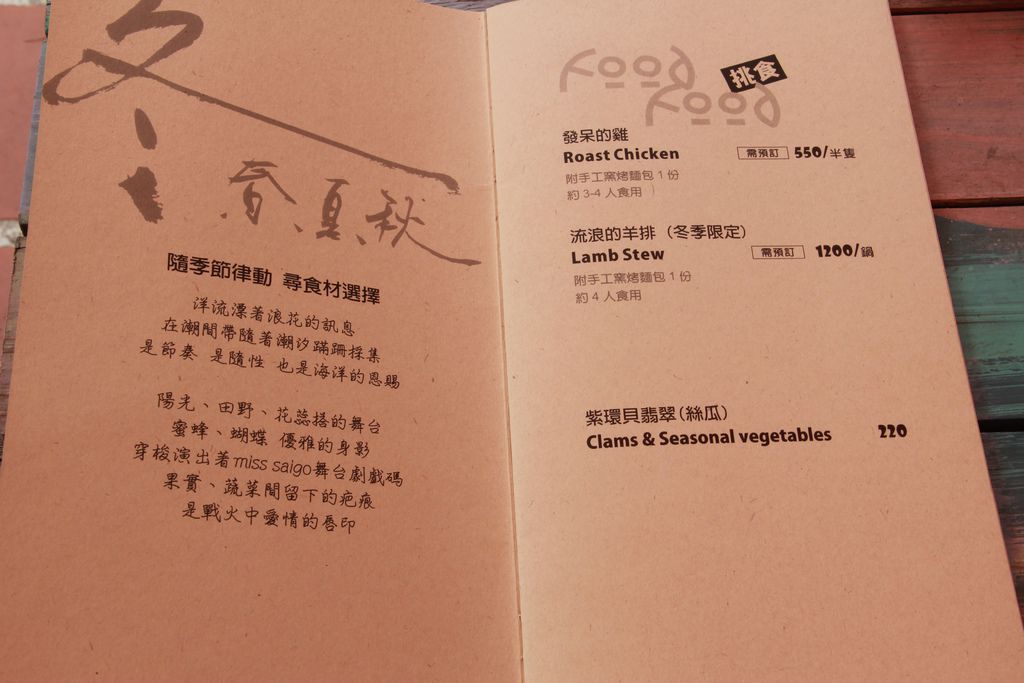 冬
春、夏、秋
隨季節律動 尋食材選擇
洋流漂著浪花的訊息
在潮間帶隨著潮汐蹣跚採集
是節奏 是隨性 也是海洋的恩賜
陽光、田野、花蕊搭的舞台
蜜蜂、蝴蝶 優雅的身影
穿梭演出著miss saigo舞台劇戲碼
果實、蔬菜間留下的疤痕
是戰火中愛情的唇印
挑食
發呆的雞
Roast Chicken 需預訂 550/半隻
附手工窯烤麵包 1 份
約 3-4 人食用
流浪的羊排（冬季限定）
Lamb Stew 需預訂 1200/鍋
附手工窯烤麵包 1 份
約 4 人食用
紫環貝翡翠(絲瓜)
Clams & Seasonal vegetables 220